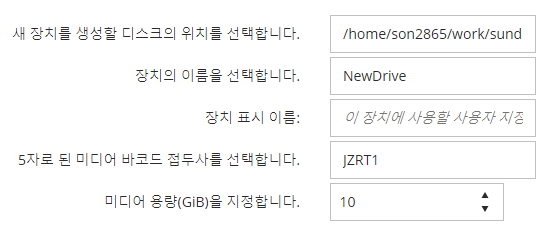 새 장치를 생성할 디스크의 위치를 선택합니다. /home/son2865/work/sund
장치의 이름을 선택합니다. NewDrive
장치 표시 이름: 이 장치에 사용할 사용자 지정
5자로 된 미디어 바코드 접두사를 선택합니다. JZRT1
미디어 용량(GiB)을 지정합니다. 10